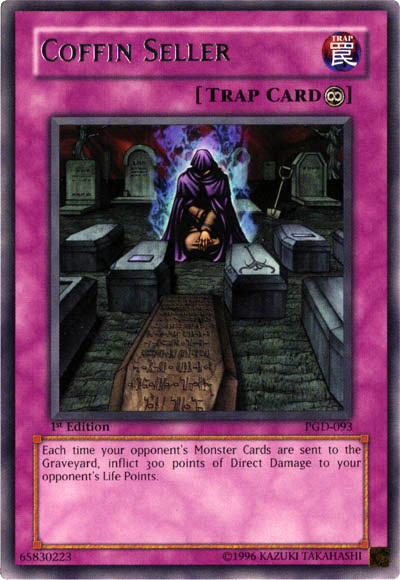 Coffin Seller
TRAP
罠
[Trap Card]
1st Edition
PGD-093
Each time your opponent's Monster Cards are sent to the
Graveyard, inflict 300 points of Direct Damage to your
opponent's Life Points.
65830223
©1996 KAZUKI TAKAHASHI